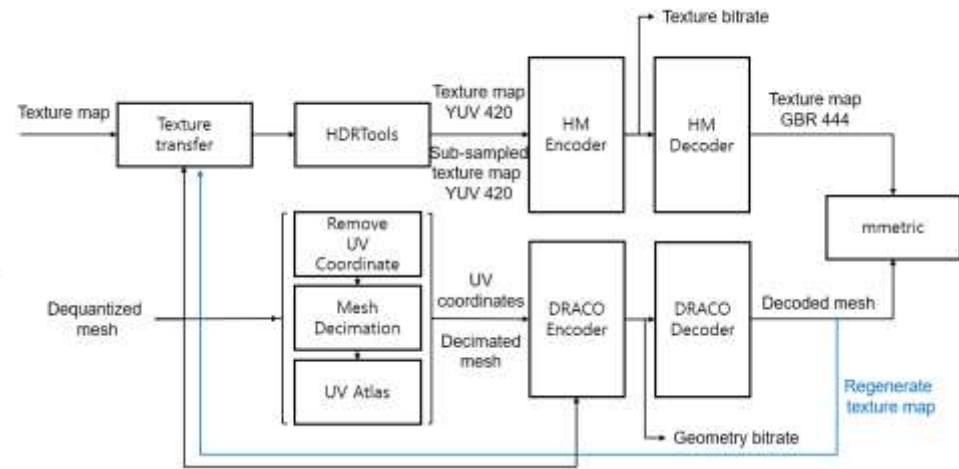 Texture bitrate
Texture map
Texture
transfer
HDRTools
Texture map
YUV 420
Sub-sampled
texture map
YUV 420
HM
Encoder
HM
Decoder
Texture map
GBR 444
mmetric
Remove
UV
Coordinate
Mesh
Decimation
UV Atlas
Dequantized
mesh
UV
coordinates
Decimated
mesh
DRACO
Encoder
DRACO
Decoder
Decoded mesh
Regenerate
texture map
Geometry bitrate